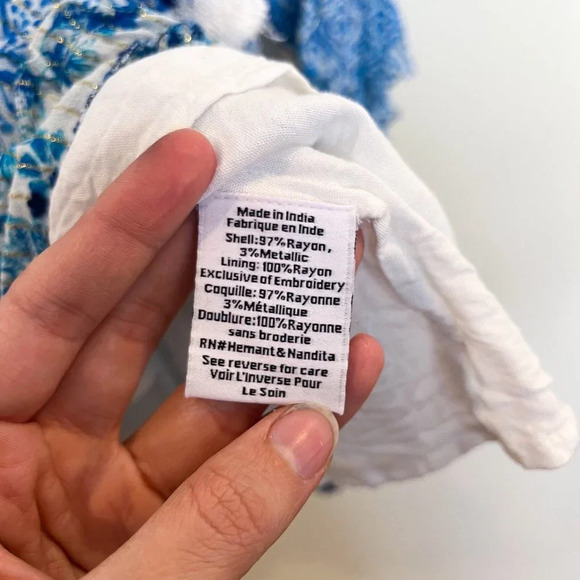 Made in India
Fabrique en Inde
Shell:97%Rayon,
3%Metallic
Lining: 100%Rayon
Exclusive of Embroidery
Coquille: 97%Rayonne
3%Métallique
Doublure:100%Rayonne
sans broderie
RN#Hemant&Nandita
See reverse for care
Voir L'Inverse Pour
Le Soin